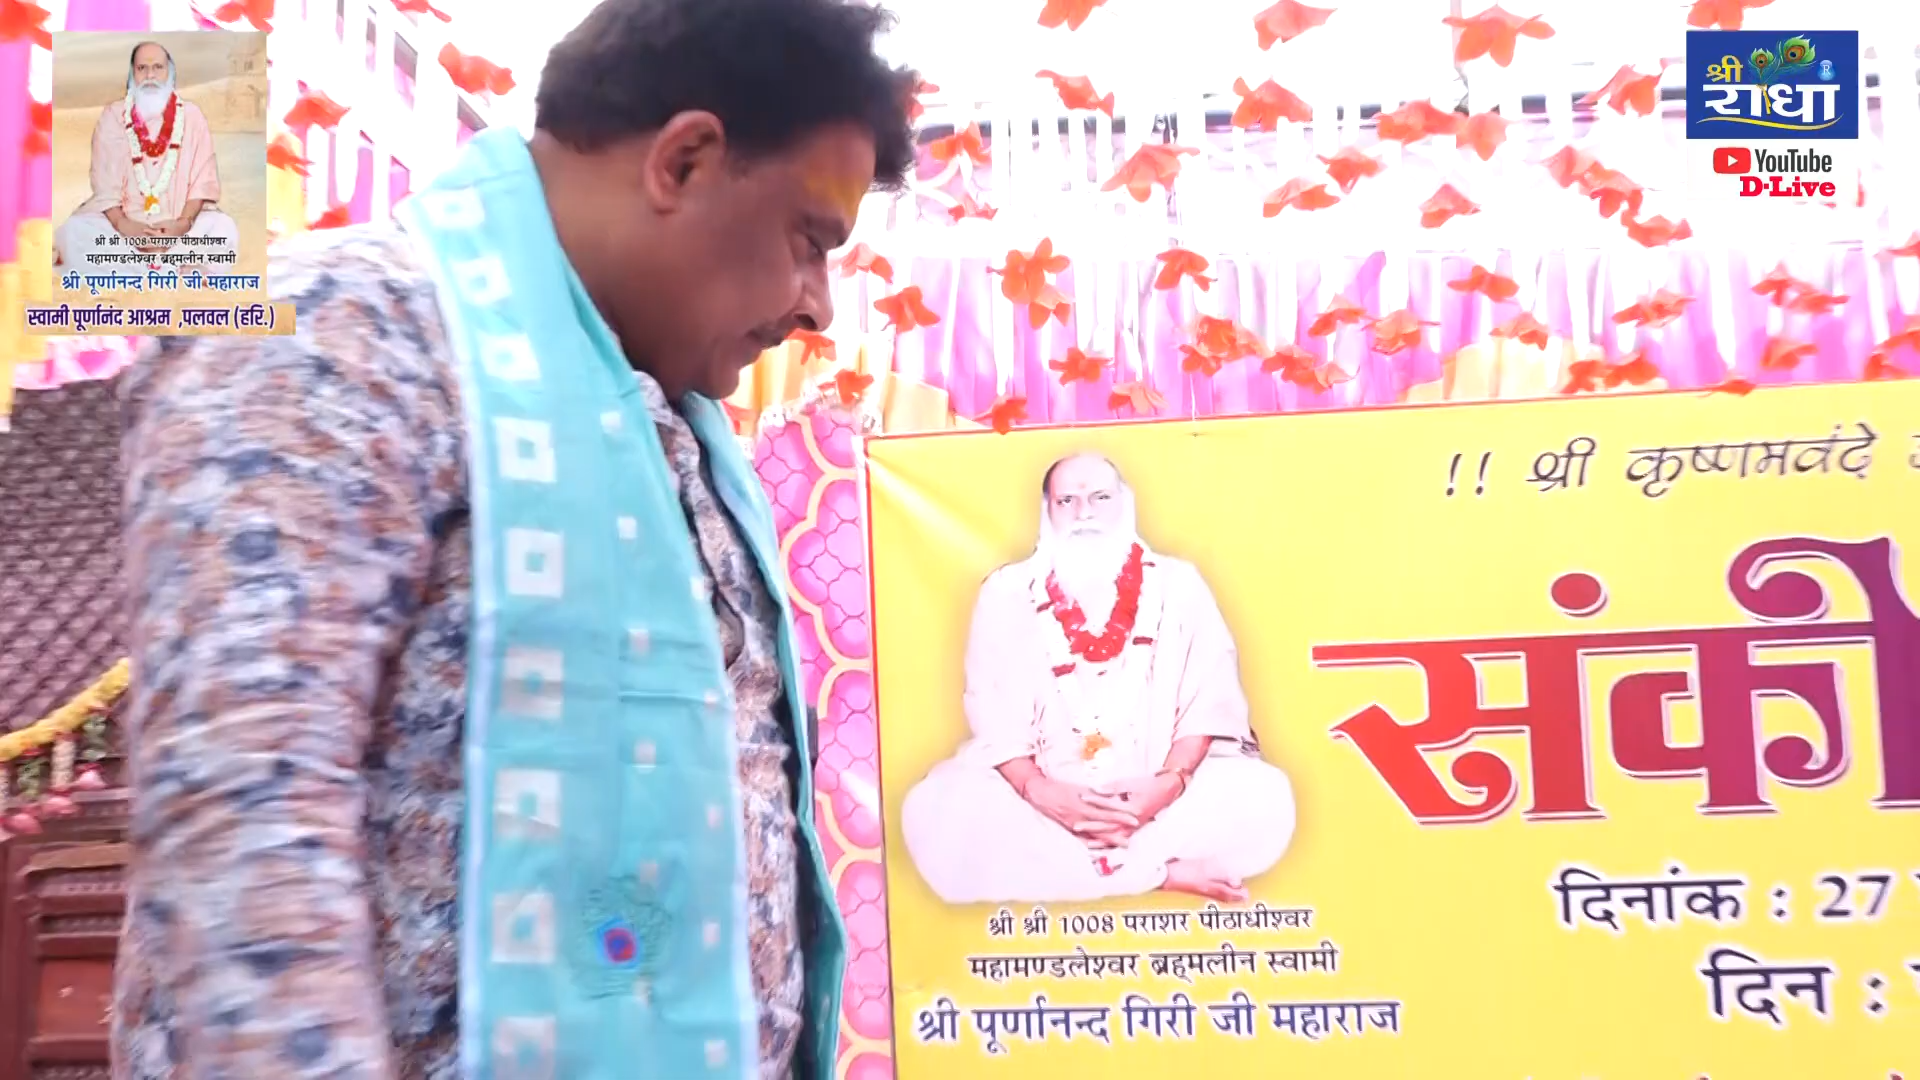 श्री श्री 1008 पराशर पीठाधीश्वर
महामण्डलेश्वर ब्रह्मलीन स्वामी
श्री पूर्णानन्द गिरी जी महाराज
स्वामी पूर्णानंद आश्रम ,पलवल (हरि.)
श्री
राधा
R
YouTube
D-Live
!! श्री कृष्णमवंदे
संकी
दिनांक : 27
दिन :
श्री श्री 1008 पराशर पीठाधीश्वर
महामण्डलेश्वर ब्रह्मलीन स्वामी
श्री पूर्णानन्द गिरी जी महाराज